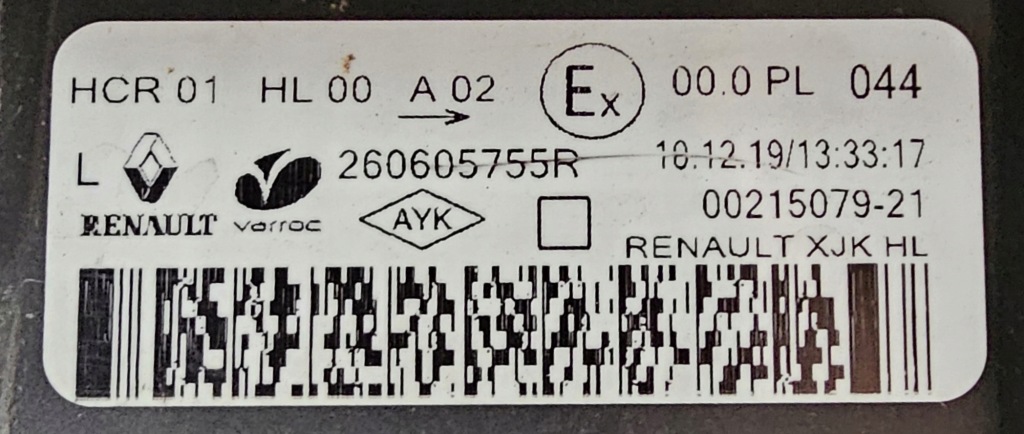 HCR 01 HL 00 A 02 Ex 00.0 PL 044
L RENAULT varroc 260605755R 10.12.19/13:33:17
AYK 00215079-21
RENAULT XJK HL